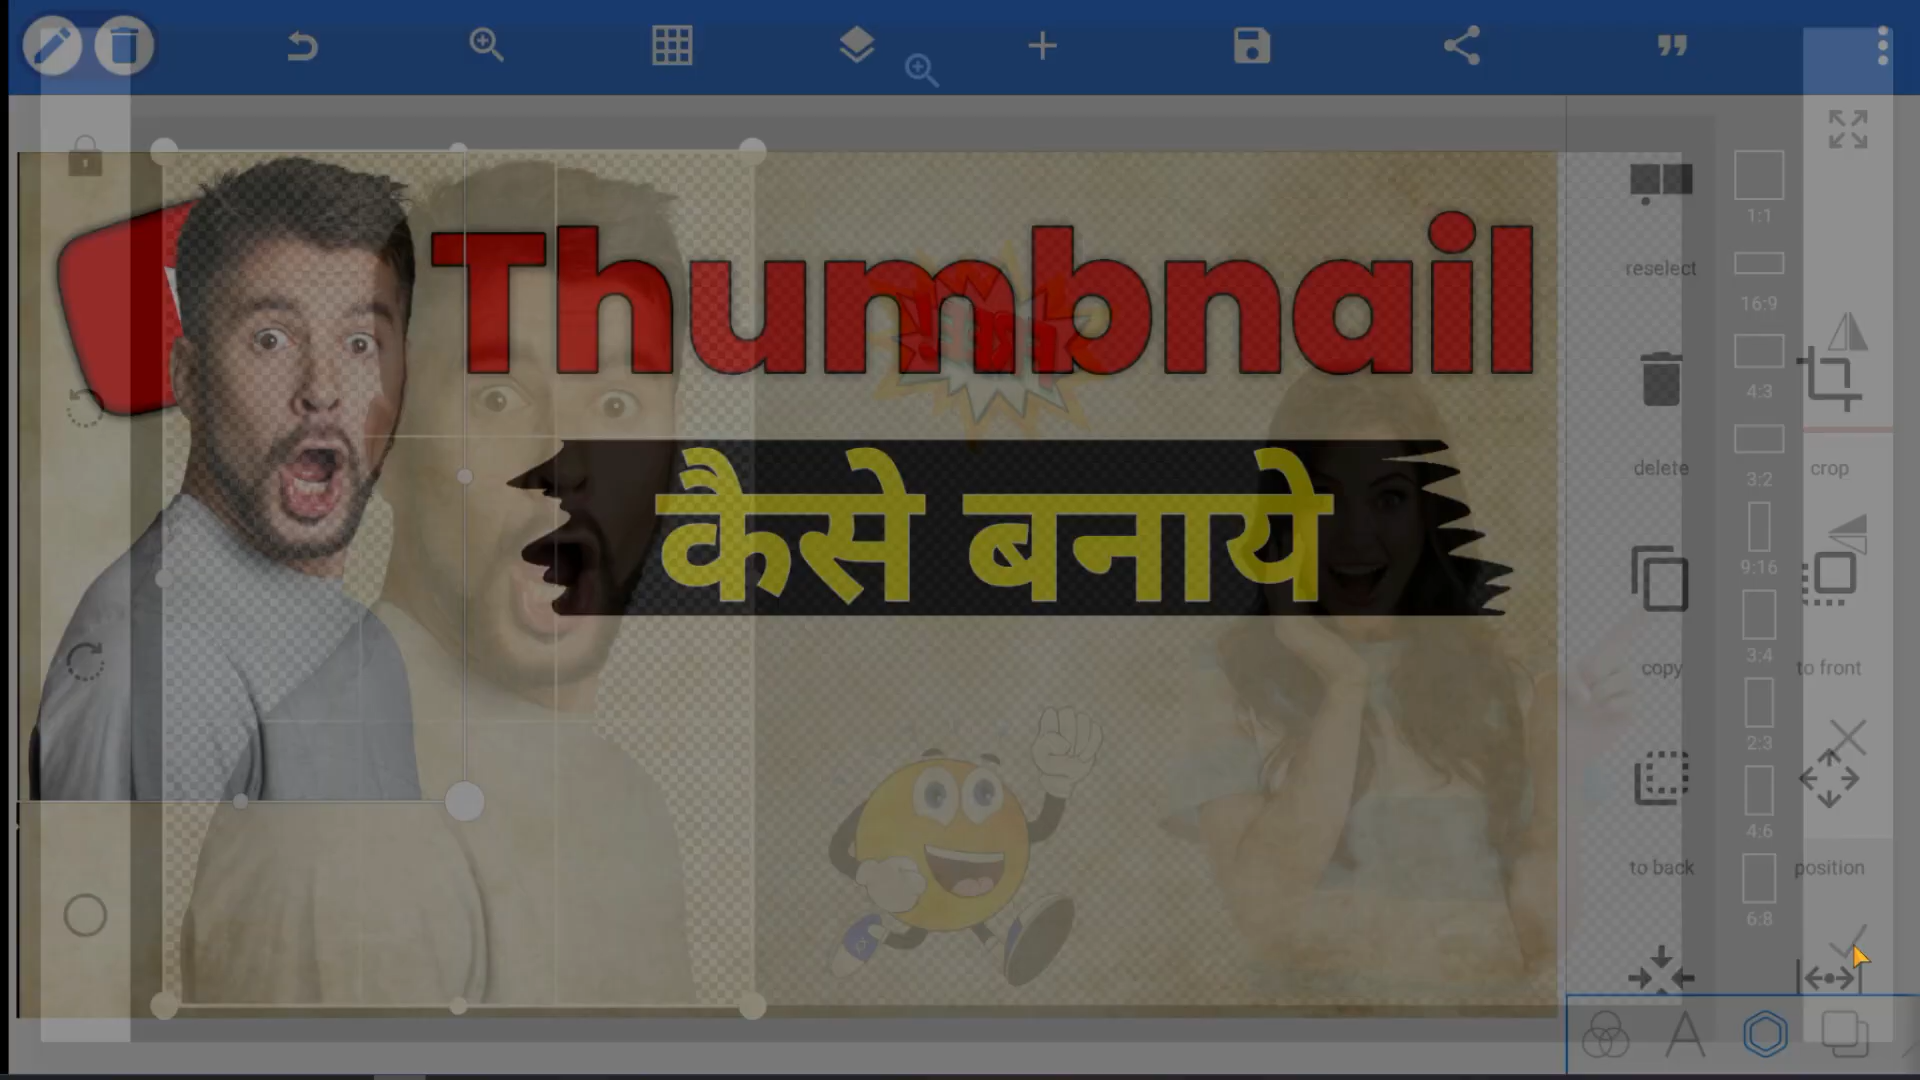 Thumbnail
कैसे बनाये
reselect
delete
crop
copy
to front
to back
position
1:1
16:9
4:3
3:2
9:16
3:4
2:3
4:6
6:8